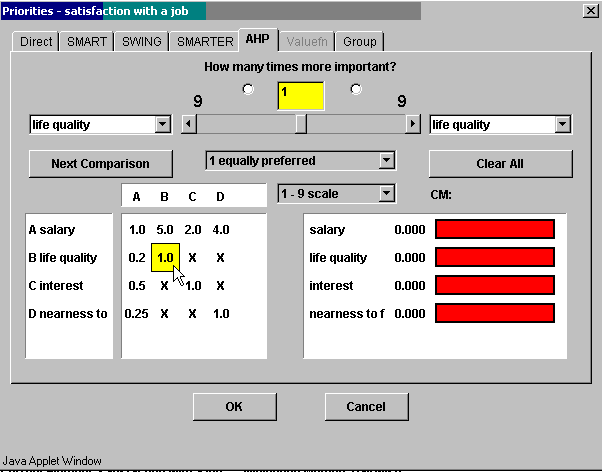 Priorities - satisfaction with a job
Direct SMART SWING SMARTER AHP Valuefn Group
How many times more important?
9 1 9
life quality life quality
Next Comparison 1 equally preferred Clear All
A B C D 1 - 9 scale CM:
A salary 1.0 5.0 2.0 4.0 salary 0.000
B life quality 0.2 1.0 X X life quality 0.000
C interest 0.5 X 1.0 X interest 0.000
D nearness to 0.25 X X 1.0 nearness to f 0.000
OK Cancel
Java Applet Window